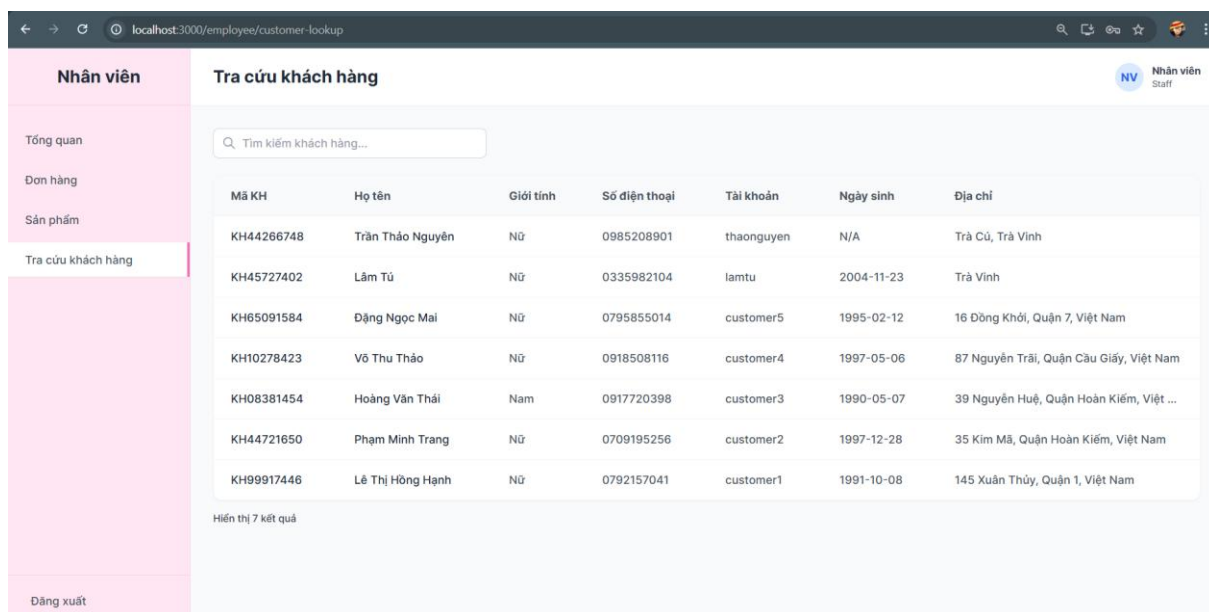 localhost:3000/employee/customer-lookup
Nhân viên
Tra cứu khách hàng
NV
Nhân viên
Staff
Tổng quan
Đơn hàng
Sản phẩm
Tra cứu khách hàng
Đăng xuất
Tìm kiếm khách hàng...
Mã KH Họ tên Giới tính Số điện thoại Tài khoản Ngày sinh Địa chỉ
KH44266748 Trần Thảo Nguyên Nữ 0985208901 thaonguyen N/A Trà Cú, Trà Vinh
KH45727402 Lâm Tú Nữ 0335982104 lamtu 2004-11-23 Trà Vinh
KH65091584 Đặng Ngọc Mai Nữ 0795855014 customer5 1995-02-12 16 Đồng Khởi, Quận 7, Việt Nam
KH10278423 Võ Thu Thảo Nữ 0918508116 customer4 1997-05-06 87 Nguyễn Trãi, Quận Cầu Giấy, Việt Nam
KH08381454 Hoàng Văn Thái Nam 0917720398 customer3 1990-05-07 39 Nguyễn Huệ, Quận Hoàn Kiếm, Việt ...
KH44721650 Phạm Minh Trang Nữ 0709195256 customer2 1997-12-28 35 Kim Mã, Quận Hoàn Kiếm, Việt Nam
KH99917446 Lê Thị Hồng Hạnh Nữ 0792157041 customer1 1991-10-08 145 Xuân Thủy, Quận 1, Việt Nam
Hiển thị 7 kết quả